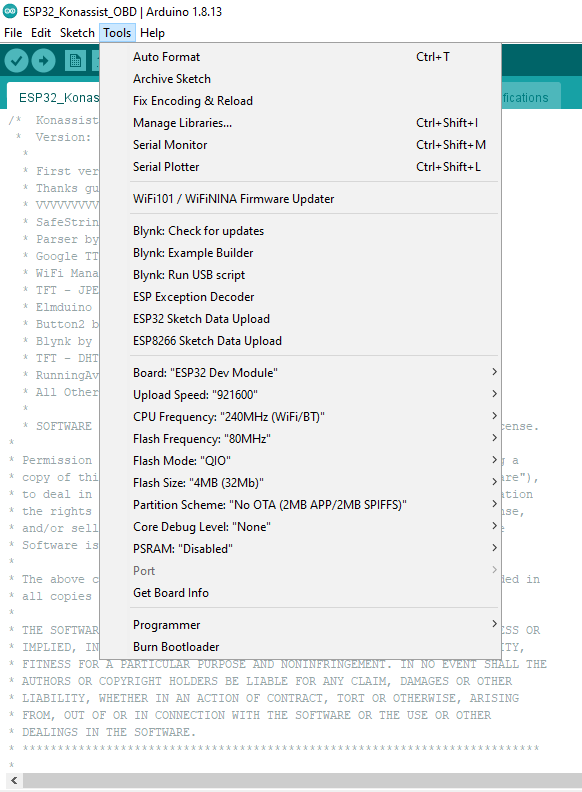 ESP32_Konassist_OBD | Arduino 1.8.13
File Edit Sketch Tools Help
ESP32_Konas
fications
Auto Format Ctrl+T
Archive Sketch
Fix Encoding & Reload
Manage Libraries... Ctrl+Shift+I
Serial Monitor Ctrl+Shift+M
Serial Plotter Ctrl+Shift+L
WiFi101 / WiFiNINA Firmware Updater
Blynk: Check for updates
Blynk: Example Builder
Blynk: Run USB script
ESP Exception Decoder
ESP32 Sketch Data Upload
ESP8266 Sketch Data Upload
Board: "ESP32 Dev Module"
Upload Speed: "921600"
CPU Frequency: "240MHz (WiFi/BT)"
Flash Frequency: "80MHz"
Flash Mode: "QIO"
Flash Size: "4MB (32Mb)"
Partition Scheme: "No OTA (2MB APP/2MB SPIFFS)"
Core Debug Level: "None"
PSRAM: "Disabled"
Port
Get Board Info
Programmer
Burn Bootloader
/* Konassist
* Version:
*
* First ver
* Thanks gu
* VVVVVVVVV
* SafeStrin
* Parser by
* Google TT
* WiFi Mana
* TFT - JPE
* Elmduino
* Button2 b
* Blynk by
* TFT - DHT
* RunningAv
* All Other
*
* SOFTWARE cense.
*
* Permission g a
* copy of thi are"),
* to deal in ation
* the rights nse,
* and/or sell e
* Software is
*
* The above c ded in
* all copies
*
* THE SOFTWAR ESS OR
* IMPLIED, IN ITY,
* FITNESS FOR A PARTICULAR PURPOSE AND NONINFRINGEMENT. IN NO EVENT SHALL THE
* AUTHORS OR COPYRIGHT HOLDERS BE LIABLE FOR ANY CLAIM, DAMAGES OR OTHER
* LIABILITY, WHETHER IN AN ACTION OF CONTRACT, TORT OR OTHERWISE, ARISING
* FROM, OUT OF OR IN CONNECTION WITH THE SOFTWARE OR THE USE OR OTHER
* DEALINGS IN THE SOFTWARE.
* **************************************************************************
*